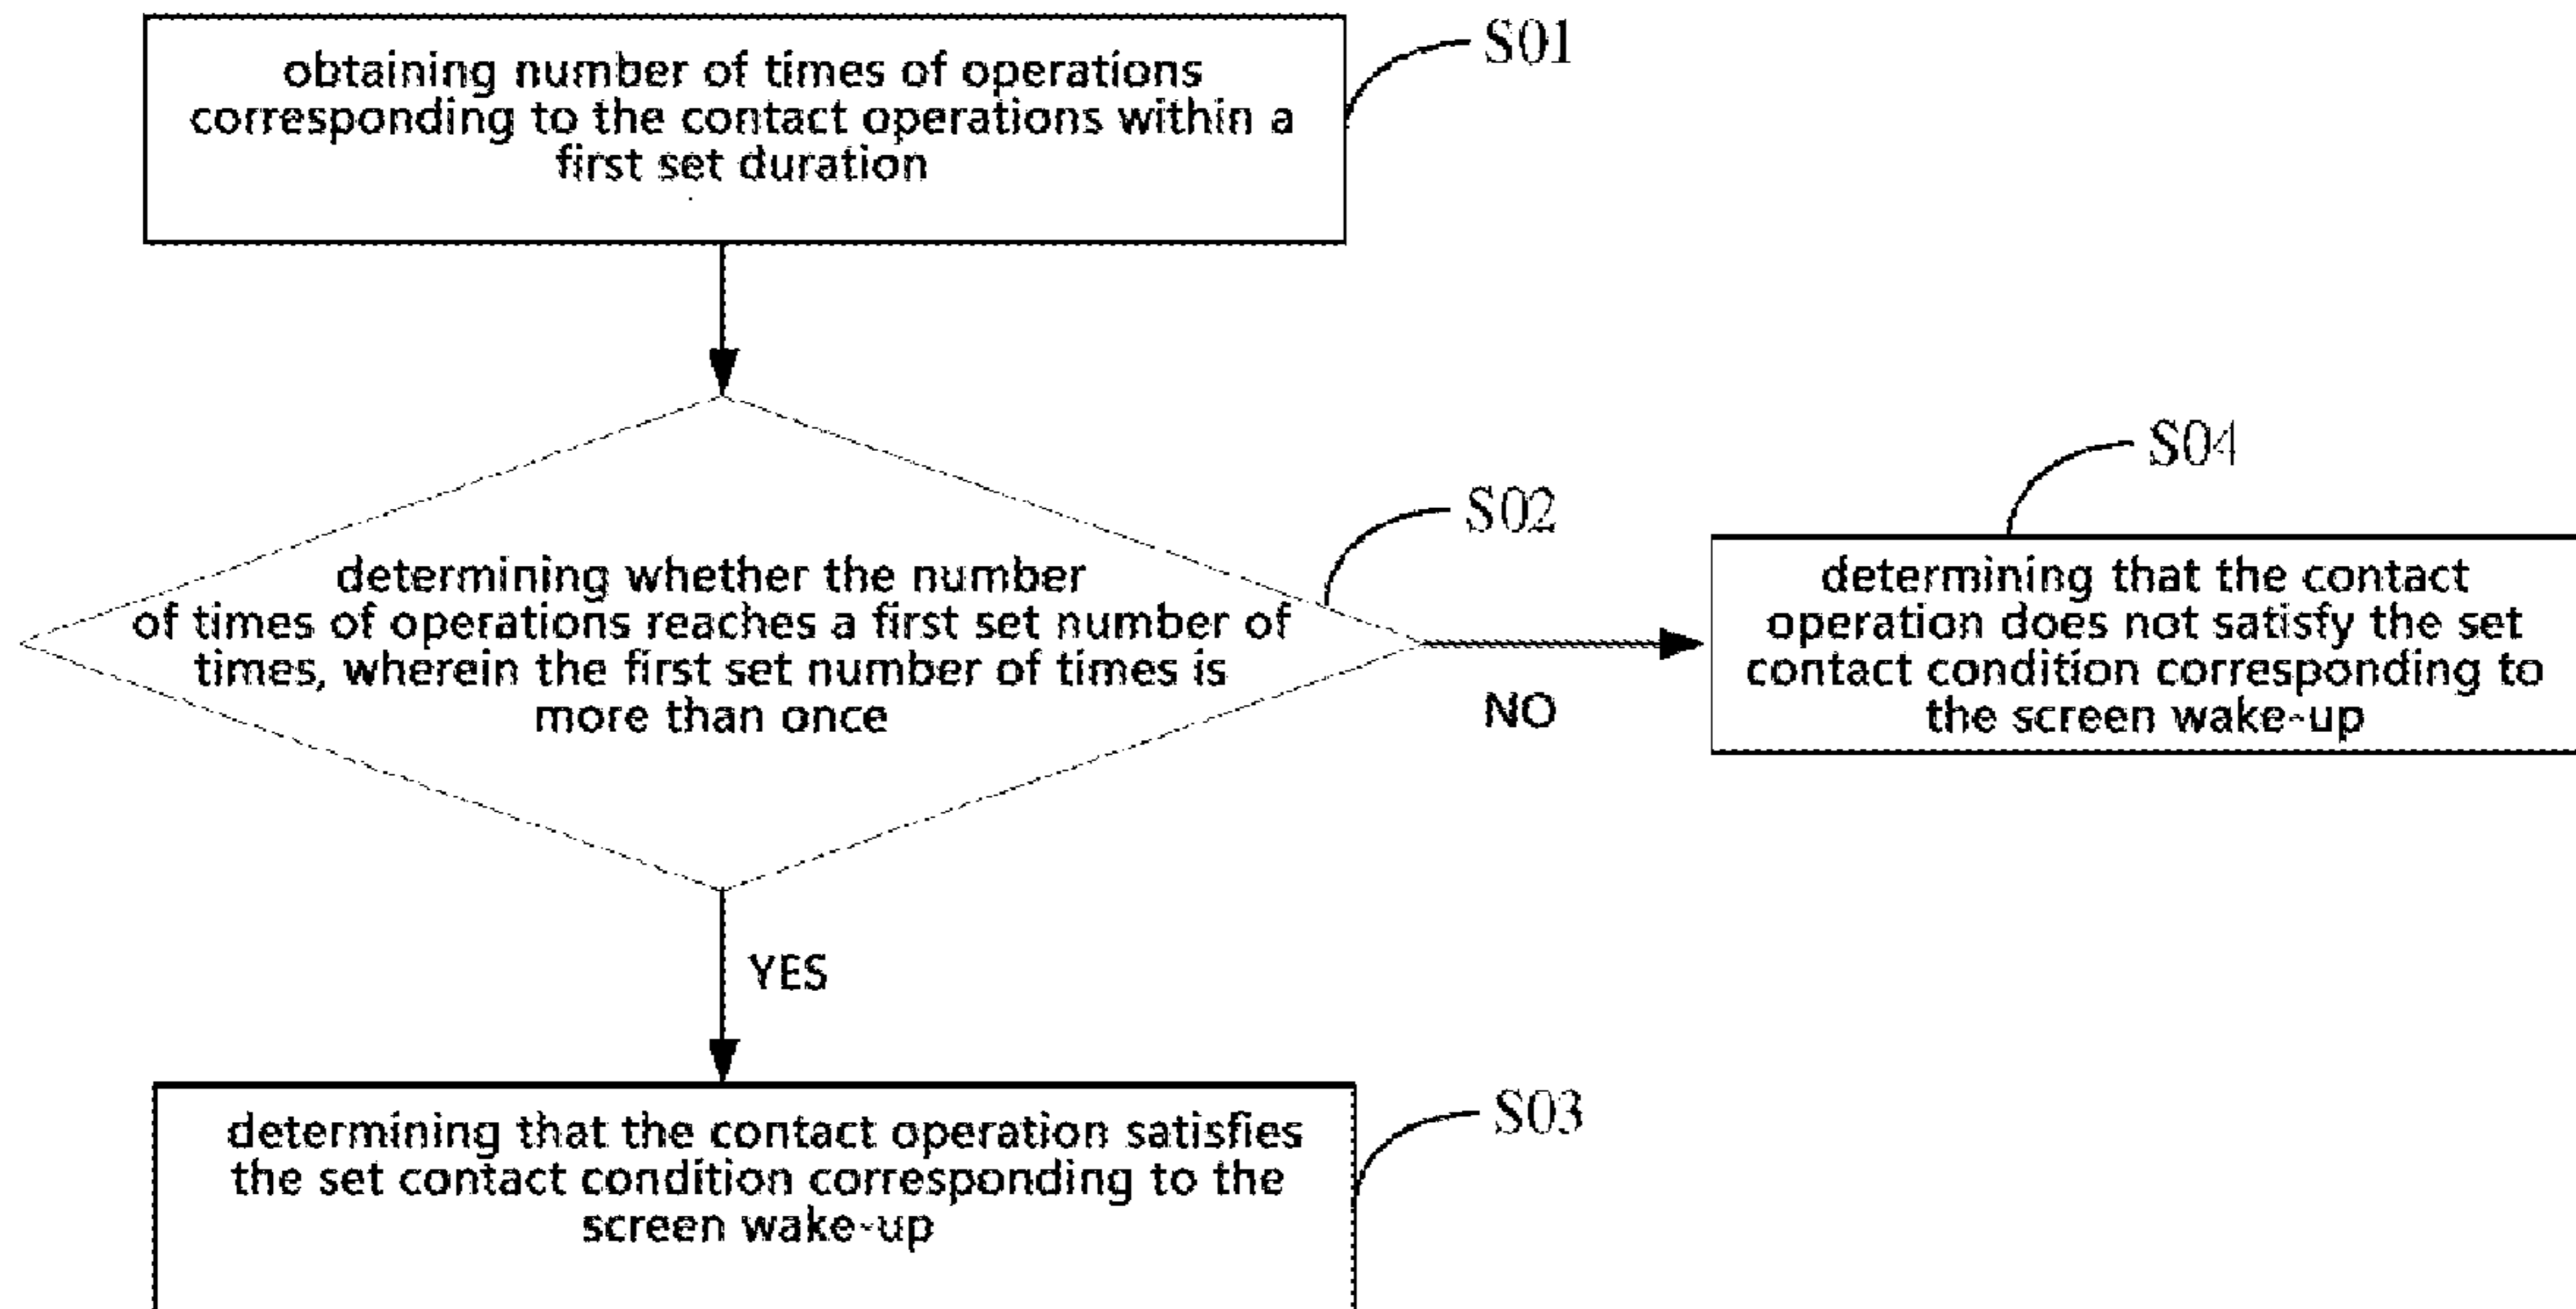 obtaining number of times of operations
corresponding to the contact operations within a
first set duration
S01
determining whether the number
of times of operations reaches a first set number of
times, wherein the first set number of times is
more than once
S02
NO
S04
determining that the contact
operation does not satisfy the set
contact condition corresponding to
the screen wake-up
YES
determining that the contact operation satisfies
the set contact condition corresponding to the
screen wake-up
S03